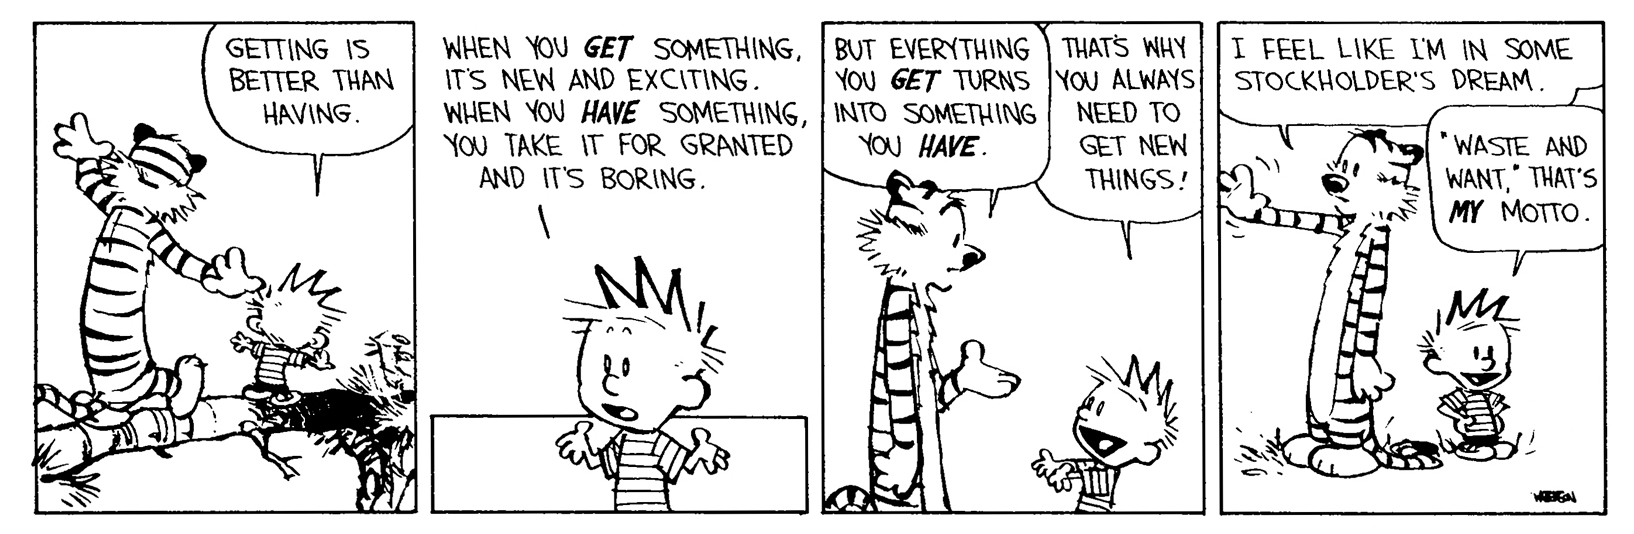 GETTING IS
BETTER THAN
HAVING.
WHEN YOU GET SOMETHING,
IT'S NEW AND EXCITING.
WHEN YOU HAVE SOMETHING,
YOU TAKE IT FOR GRANTED
AND IT'S BORING.
BUT EVERYTHING
YOU GET TURNS
INTO SOMETHING
YOU HAVE.
THAT'S WHY
YOU ALWAYS
NEED TO
GET NEW
THINGS!
I FEEL LIKE I'M IN SOME
STOCKHOLDER'S DREAM.
"WASTE AND
WANT," THAT'S
MY MOTTO.
WATTERSON